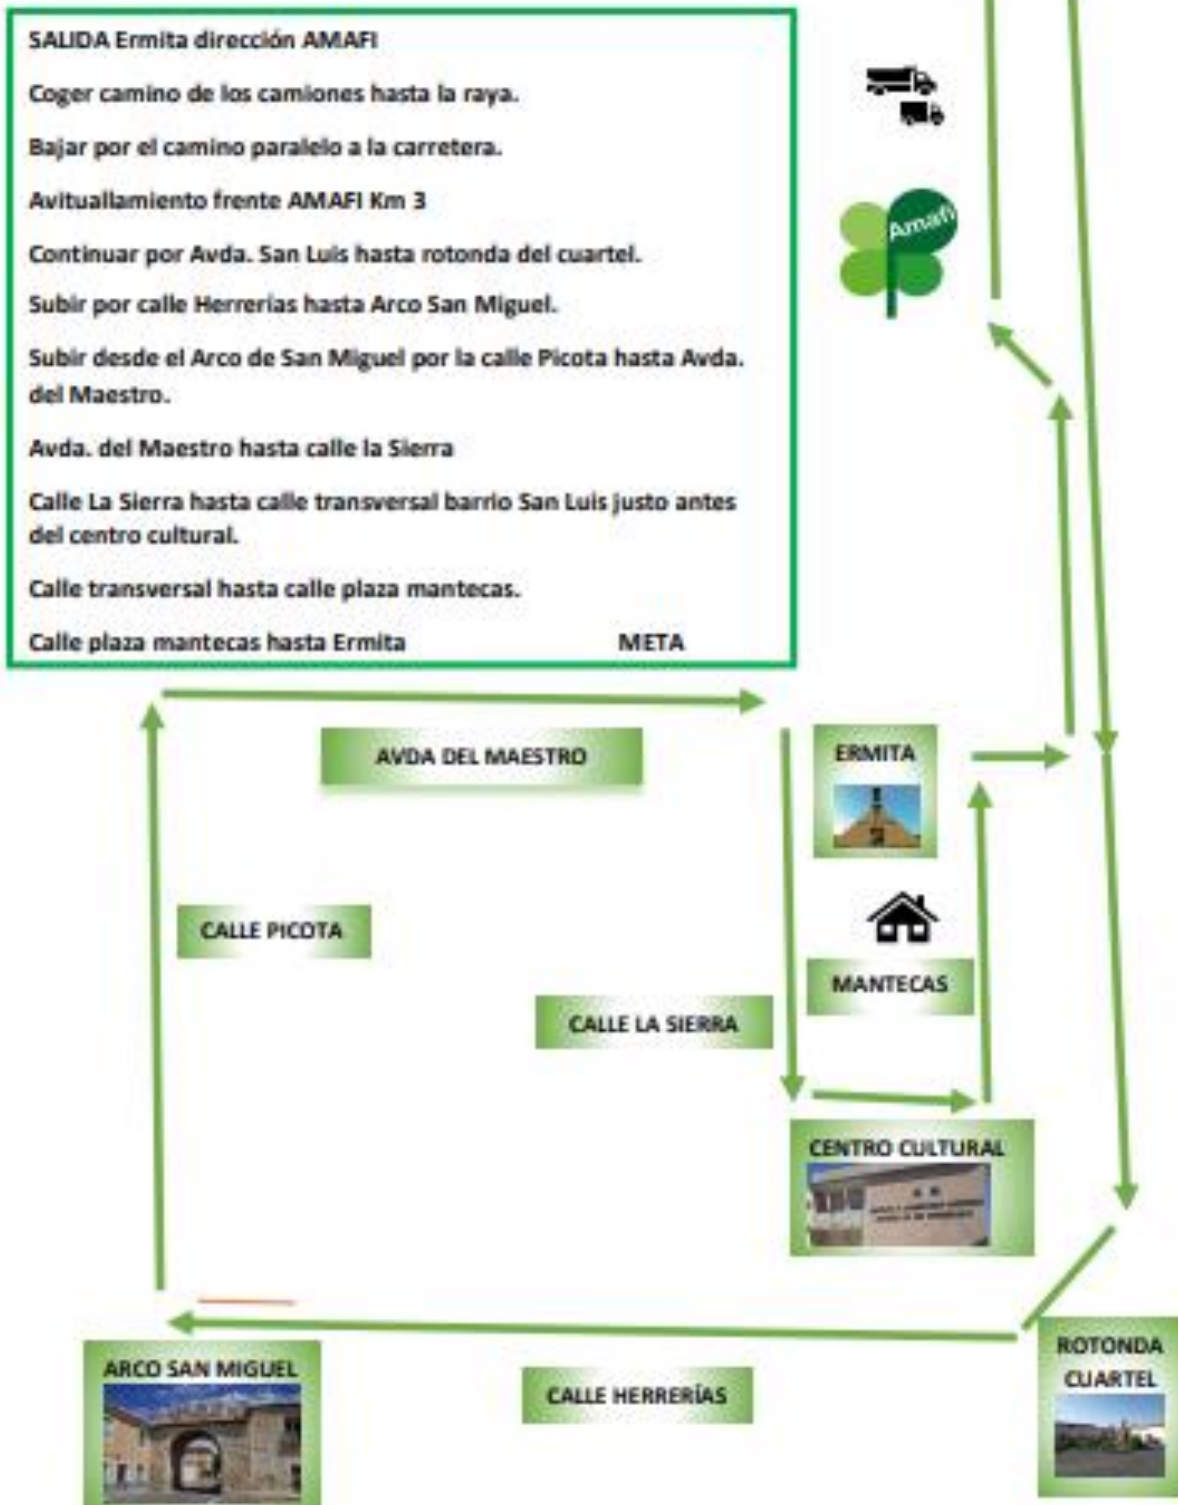 SALIDA Ermita dirección AMAFI
Coger camino de los camiones hasta la raya.
Bajar por el camino paralelo a la carretera.
Avituallamiento frente AMAFI Km 3
Continuar por Avda. San Luis hasta rotonda del cuartel.
Subir por calle Herrerías hasta Arco San Miguel.
Subir desde el Arco de San Miguel por la calle Picota hasta Avda.
del Maestro.
Avda. del Maestro hasta calle la Sierra
Calle La Sierra hasta calle transversal barrio San Luis justo antes
del centro cultural.
Calle transversal hasta calle plaza mantecas.
Calle plaza mantecas hasta Ermita META
Amafi
AVDA DEL MAESTRO
ERMITA
CALLE PICOTA
MANTECAS
CALLE LA SIERRA
CENTRO CULTURAL
ARCO SAN MIGUEL
CALLE HERRERÍAS
ROTONDA
CUARTEL